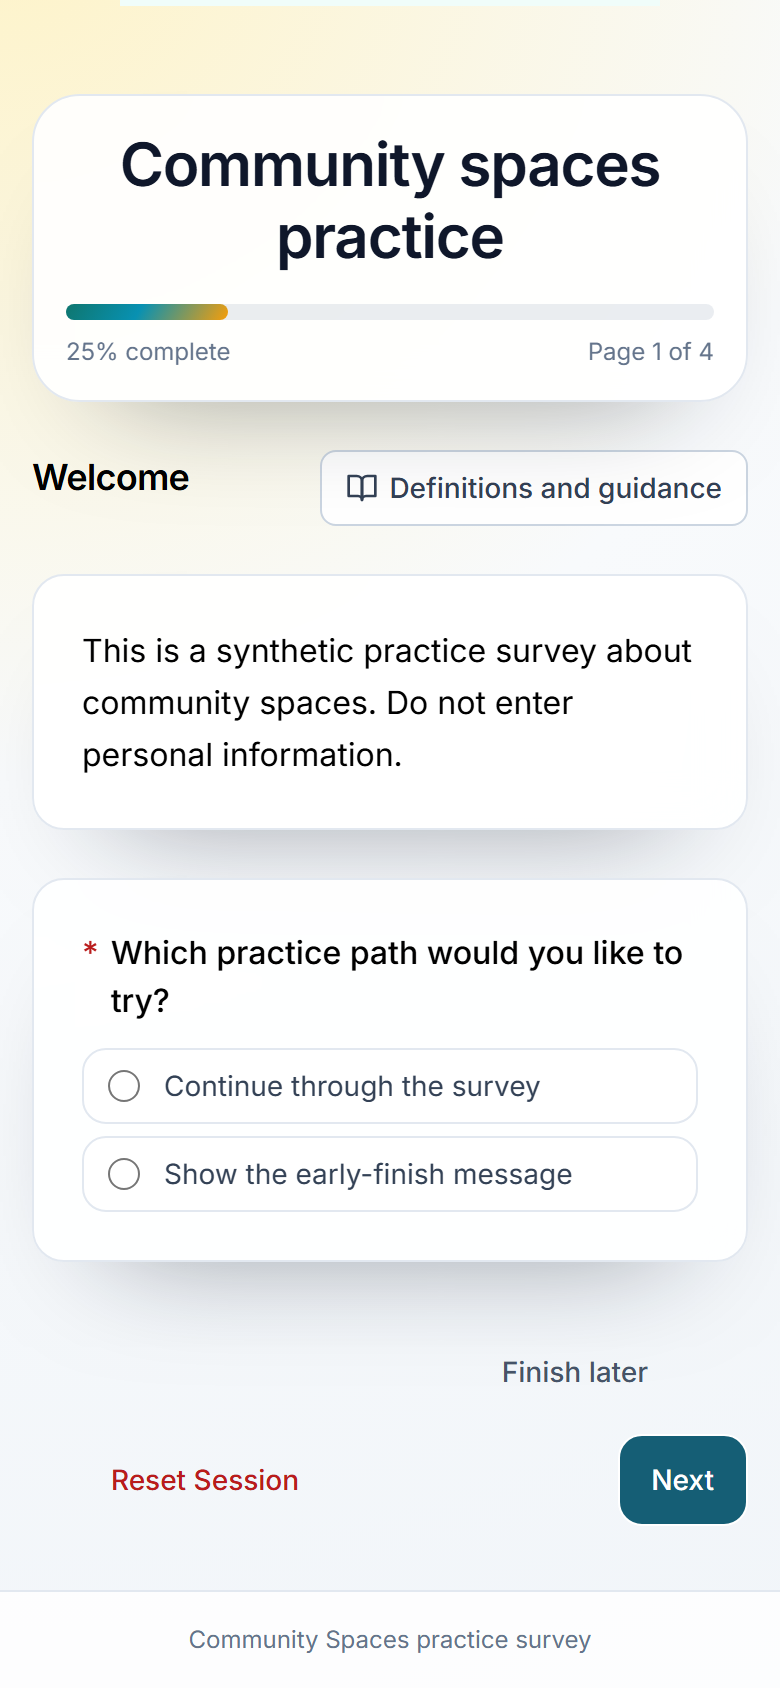 Community spaces
practice
25% complete
Page 1 of 4
Welcome
Definitions and guidance
This is a synthetic practice survey about
community spaces. Do not enter
personal information.
* Which practice path would you like to
try?
Continue through the survey
Show the early-finish message
Finish later
Reset Session
Next
Community Spaces practice survey